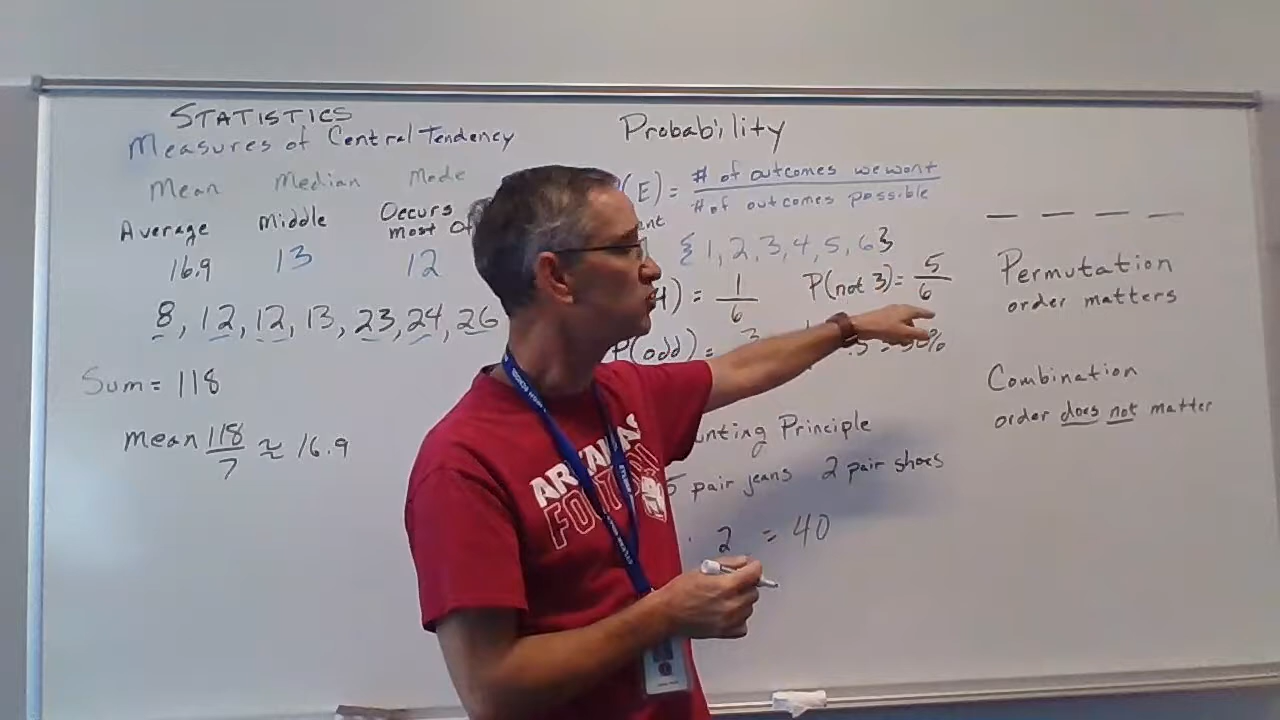 STATISTICS
Measures of Central Tendency
Mean Median Mode
Average Middle Occurs
most
16.9 13 12
8, 12, 12, 13, 23, 24, 26
Sum = 118
Mean 118/7 ≈ 16.9
Probability
(E) = # of outcomes we want
# of outcomes possible
{1, 2, 3, 4, 5, 6}
) = 1/6 P(not 3) = 5/6
P(odd) =
Principle
5 pair jeans 2 pair shoes
· 2 = 40
Permutation
order matters
Combination
order does not matter
ARKANSAS